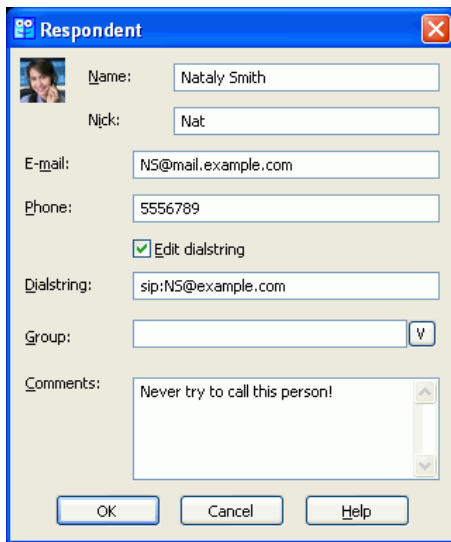 Respondent
Name: Nataly Smith
Nick: Nat
E-mail: NS@mail.example.com
Phone: 5556789
Edit dialstring
Dialstring: sip:NS@example.com
Group: V
Comments: Never try to call this person!
OK Cancel Help